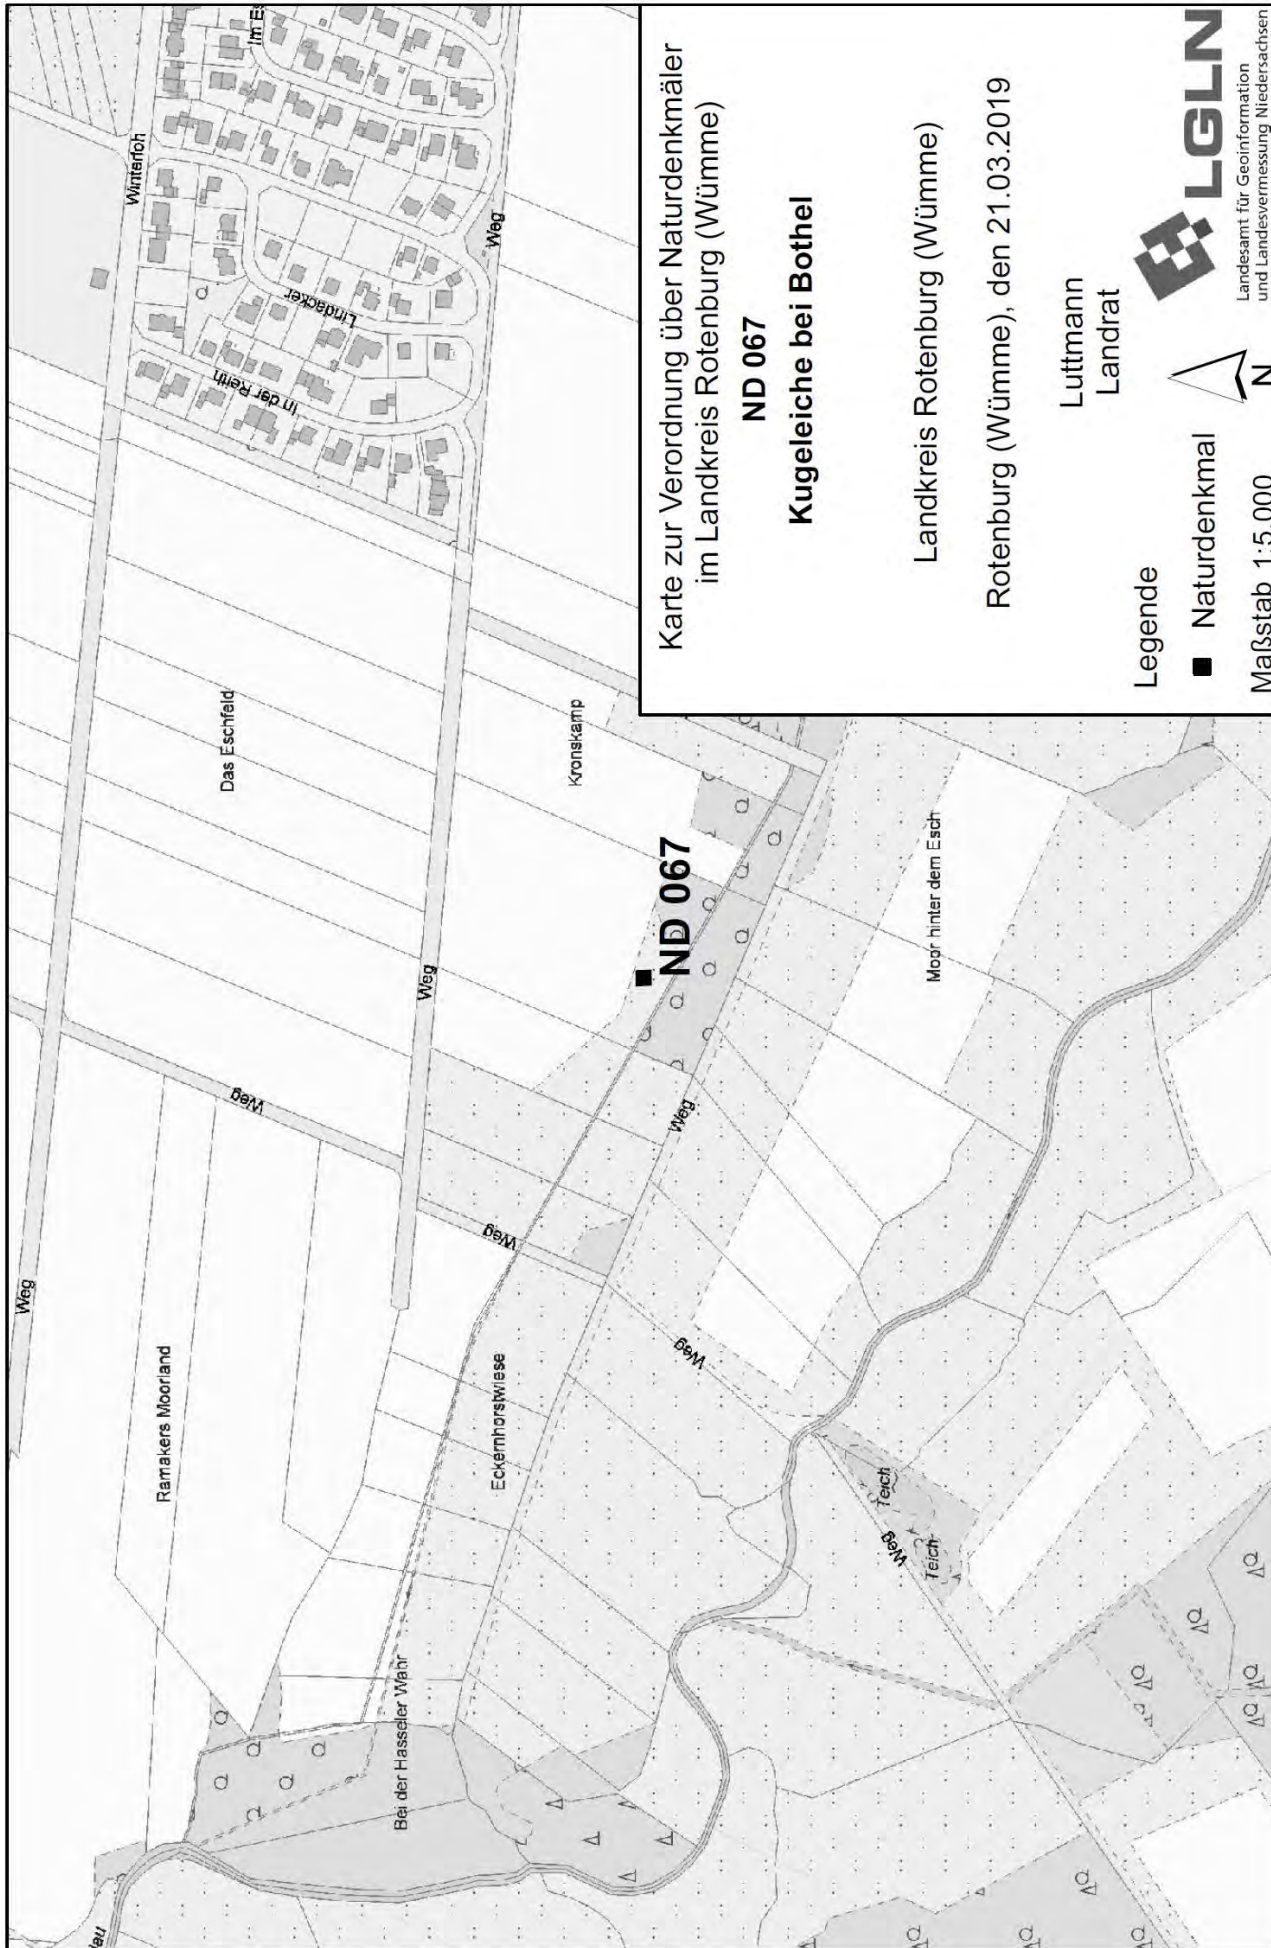 Karte zur Verordnung über Naturdenkmäler
im Landkreis Rotenburg (Wümme)
ND 067
Kugeleiche bei Bothel
Landkreis Rotenburg (Wümme)
Rotenburg (Wümme), den 21.03.2019
Luttmann
Landrat
Legende
Naturdenkmal
Maßstab 1:5.000
N
LGLN
Landesamt für Geoinformation
und Landesvermessung Niedersachsen
Weg
Ramakers Moorland
Weg
Das Eschfeld
Winterloh
Im Es
In der Reith
Lindacker
Weg
Weg
Kronskamp
ND 067
Weg
Weg
Eckernhorstwiese
Weg
Moor hinter dem Esch
Bei der Hasseler Wahr
Teich
Teich
Weg